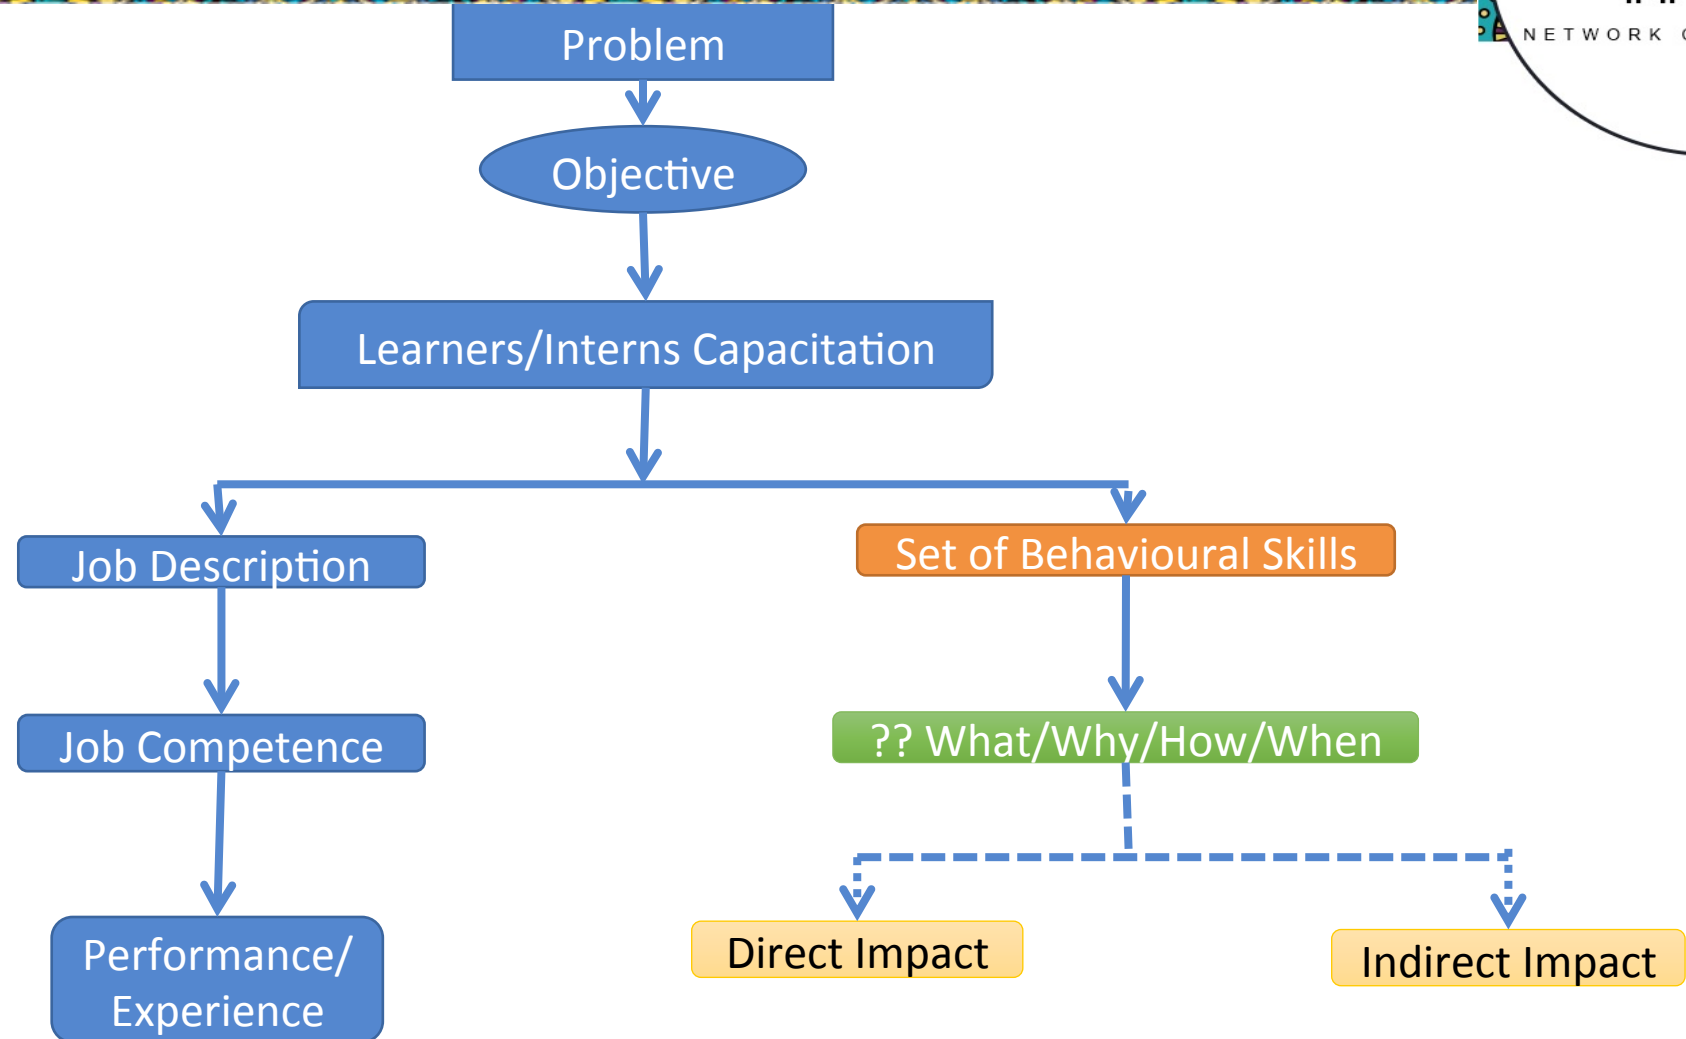 NETWORK
Problem
Objective
Learners/Interns Capacitation
Job Description
Set of Behavioural Skills
Job Competence
?? What/Why/How/When
Performance/
Experience
Direct Impact
Indirect Impact